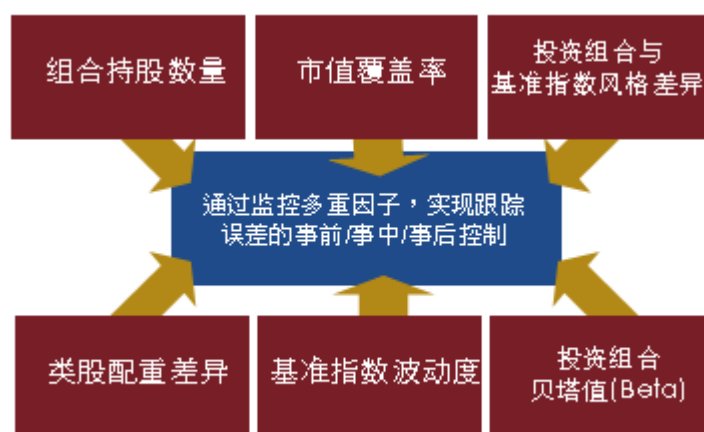 组合持股数量
市值覆盖率
投资组合与
基准指数风格差异
通过监控多重因子，实现跟踪
误差的事前/事中/事后控制
类股配重差异
基准指数波动度
投资组合
贝塔值(Beta)